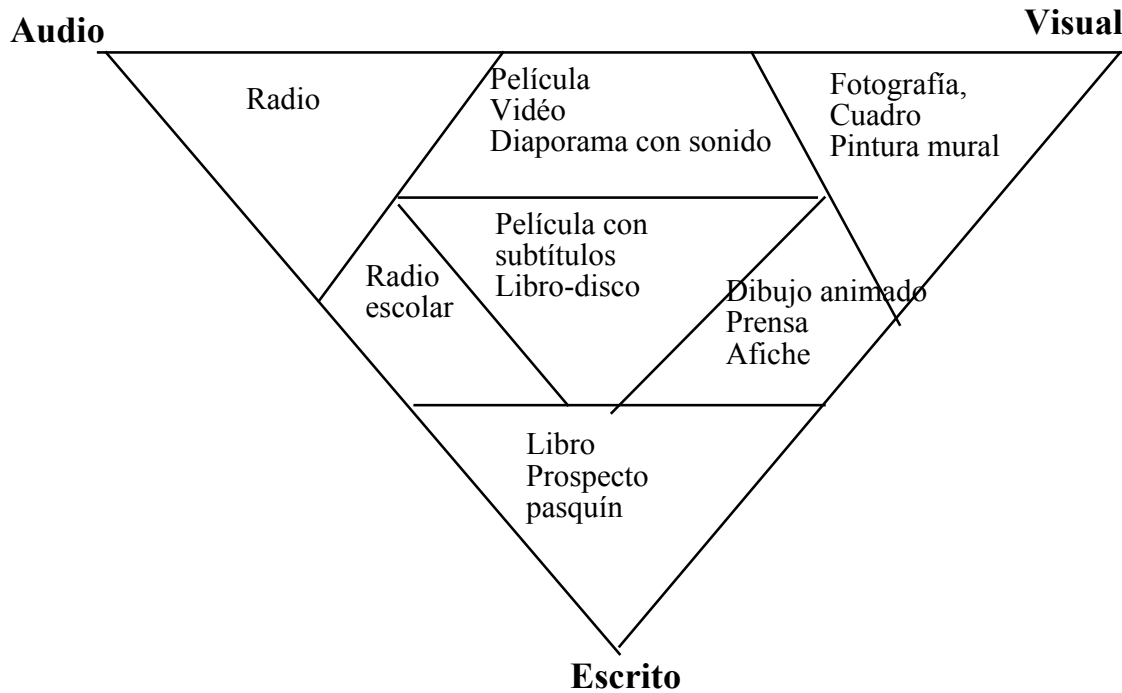 Audio
Visual
Radio
Película
Vidéo
Diaporama con sonido
Fotografía,
Cuadro
Pintura mural
Película con
subtítulos
Libro-disco
Radio
escolar
Dibujo animado
Prensa
Afiche
Libro
Prospecto
pasquín
Escrito